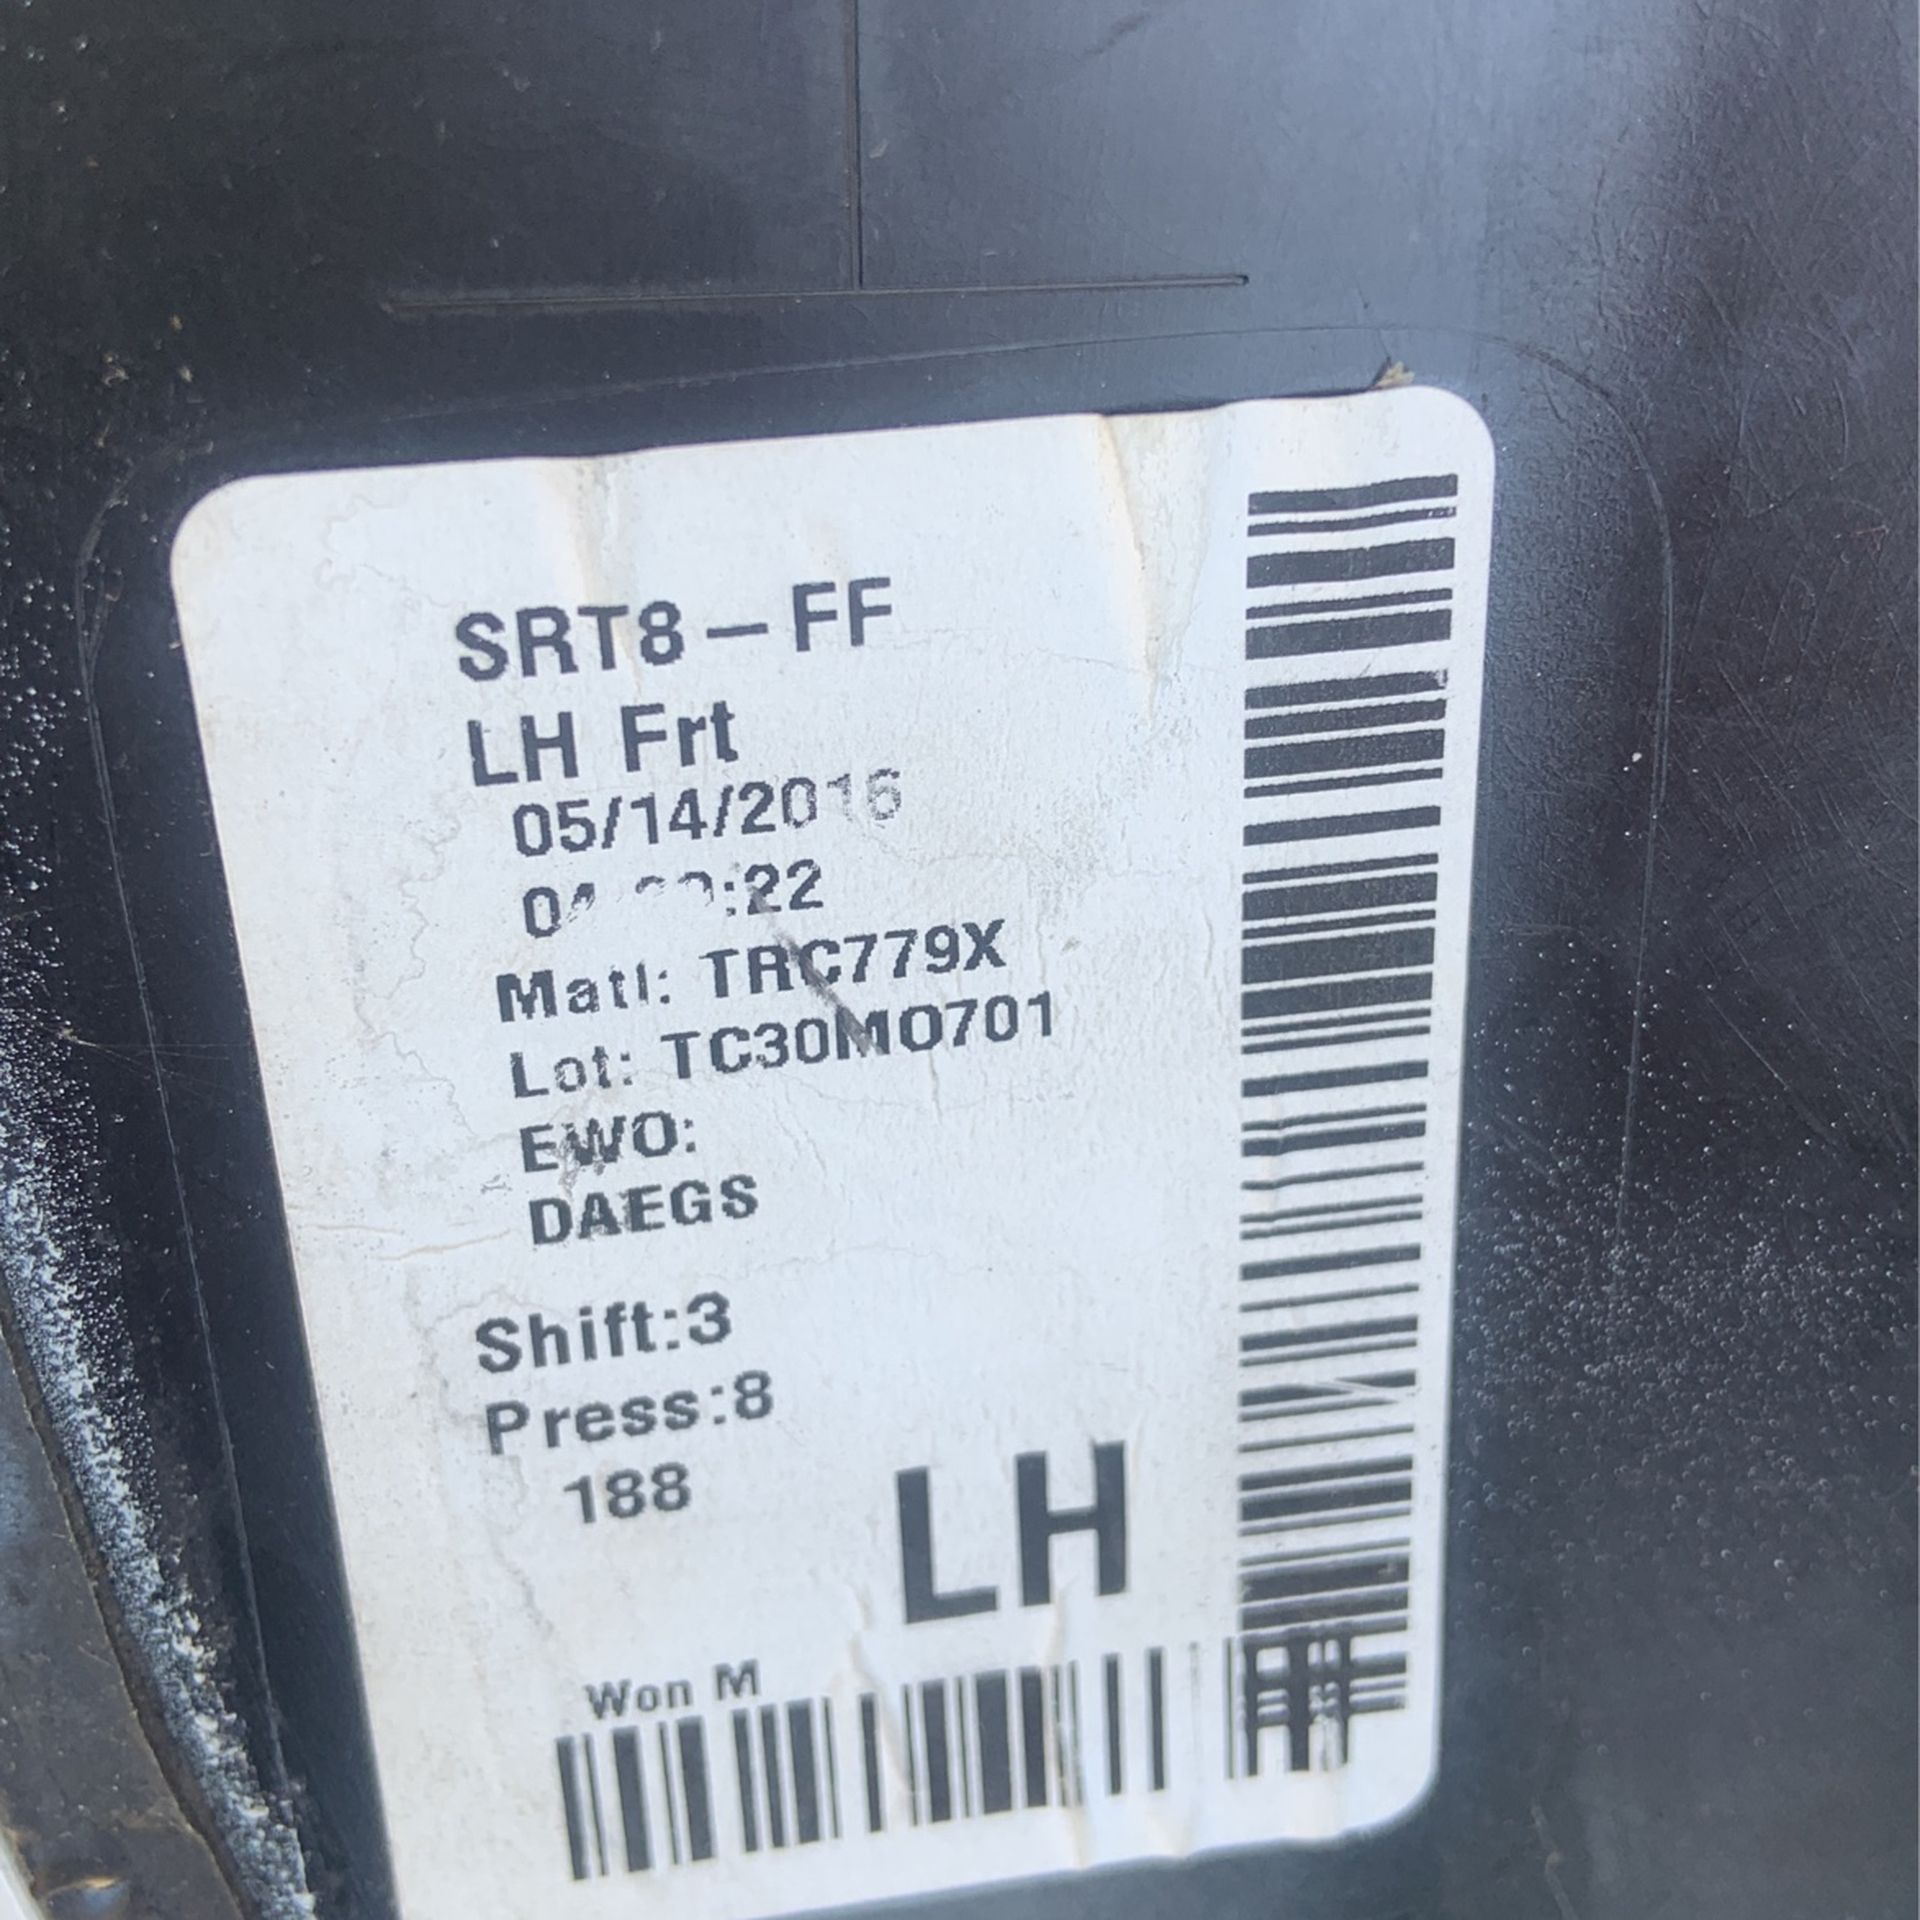 SRT8-FF
LH Frt
05/14/2016
Matl: TRC779X
Lot: TC30MO701
EWO:
DAEGS
Shift:3
Press:8
188
LH
Won M